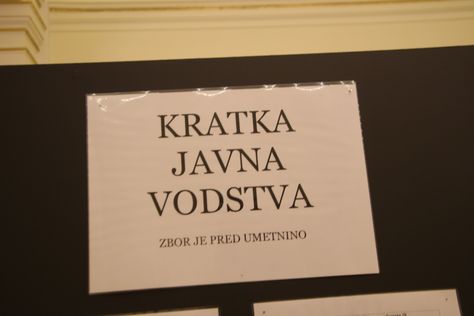 KRATKA
JAVNA
VODSTVA
ZBOR JE PRED UMETNINO